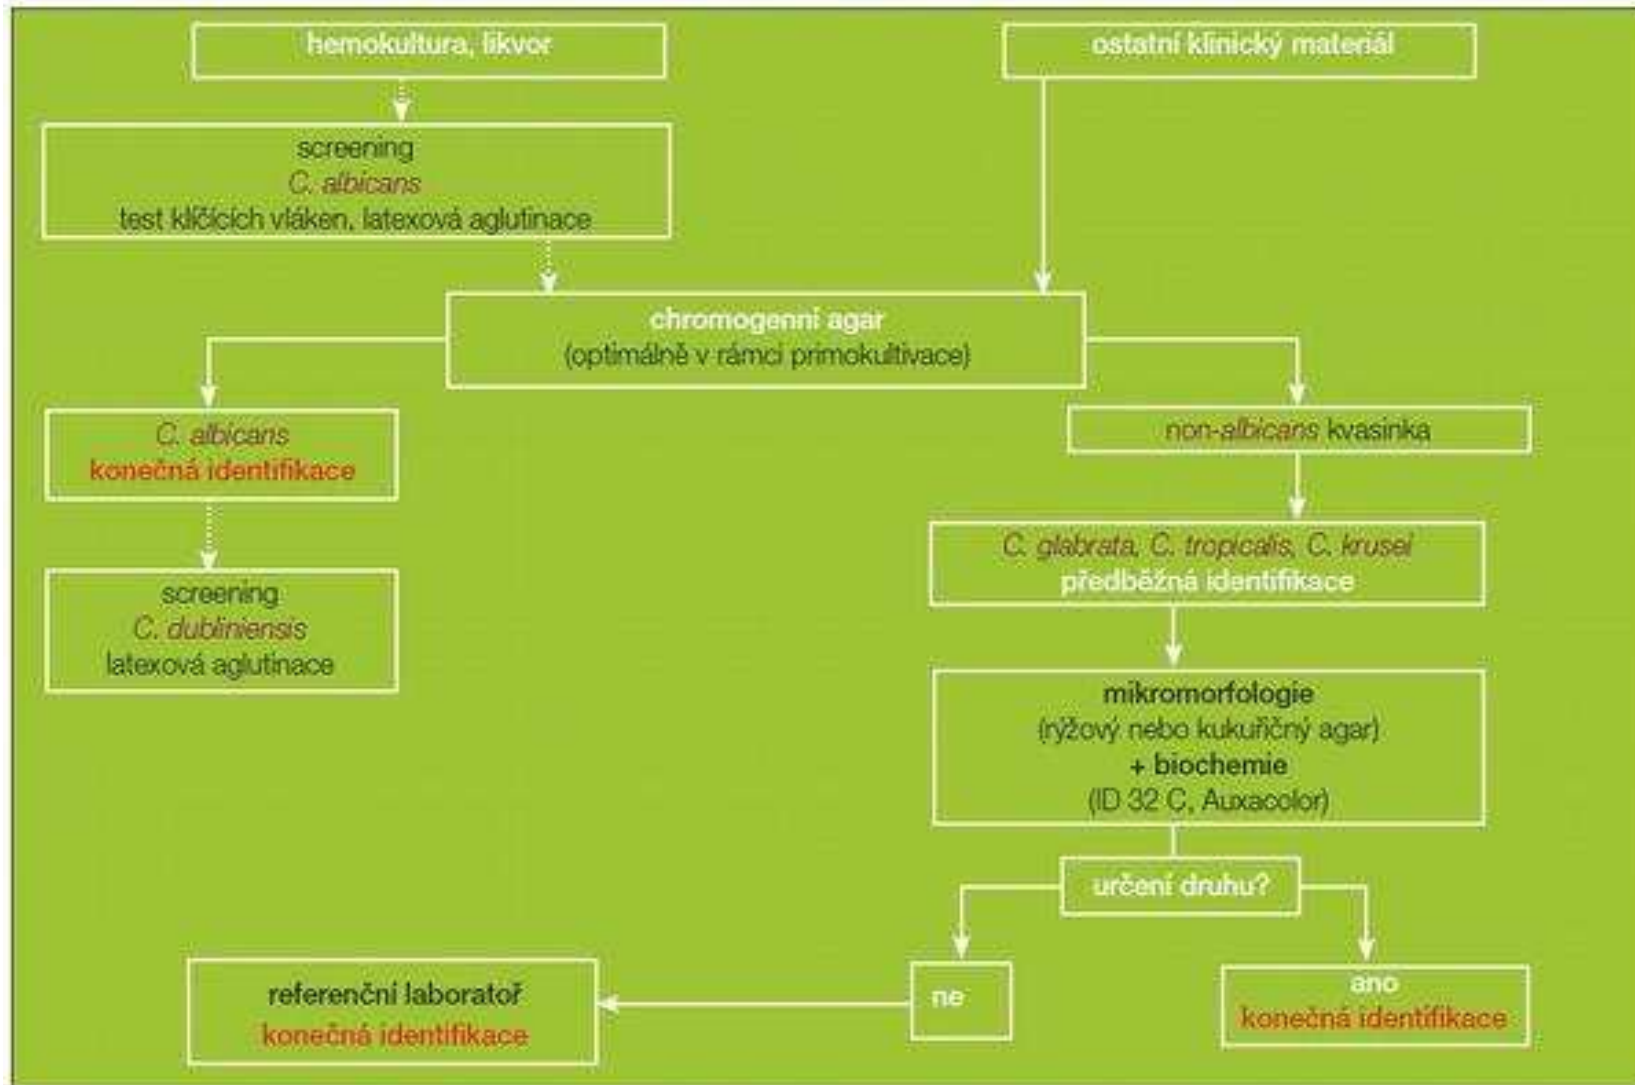 hemokultura, likvor
ostatní klinický materiál
screening
C. albicans
test klíčících vláken, latexová aglutinace
chromogenní agar
(optimálně v rámci primokultivace)
C. albicans
konečná identifikace
non-albicans kvasinka
C. glabrata, C. tropicalis, C. krusei
předběžná identifikace
screening
C. dubliniensis
latexová aglutinace
mikromorfologie
(rýžový nebo kukuřičný agar)
+ biochemie
(ID 32 C, Auxacolor)
určení druhu?
referenční laboratoř
konečná identifikace
ne
ano
konečná identifikace